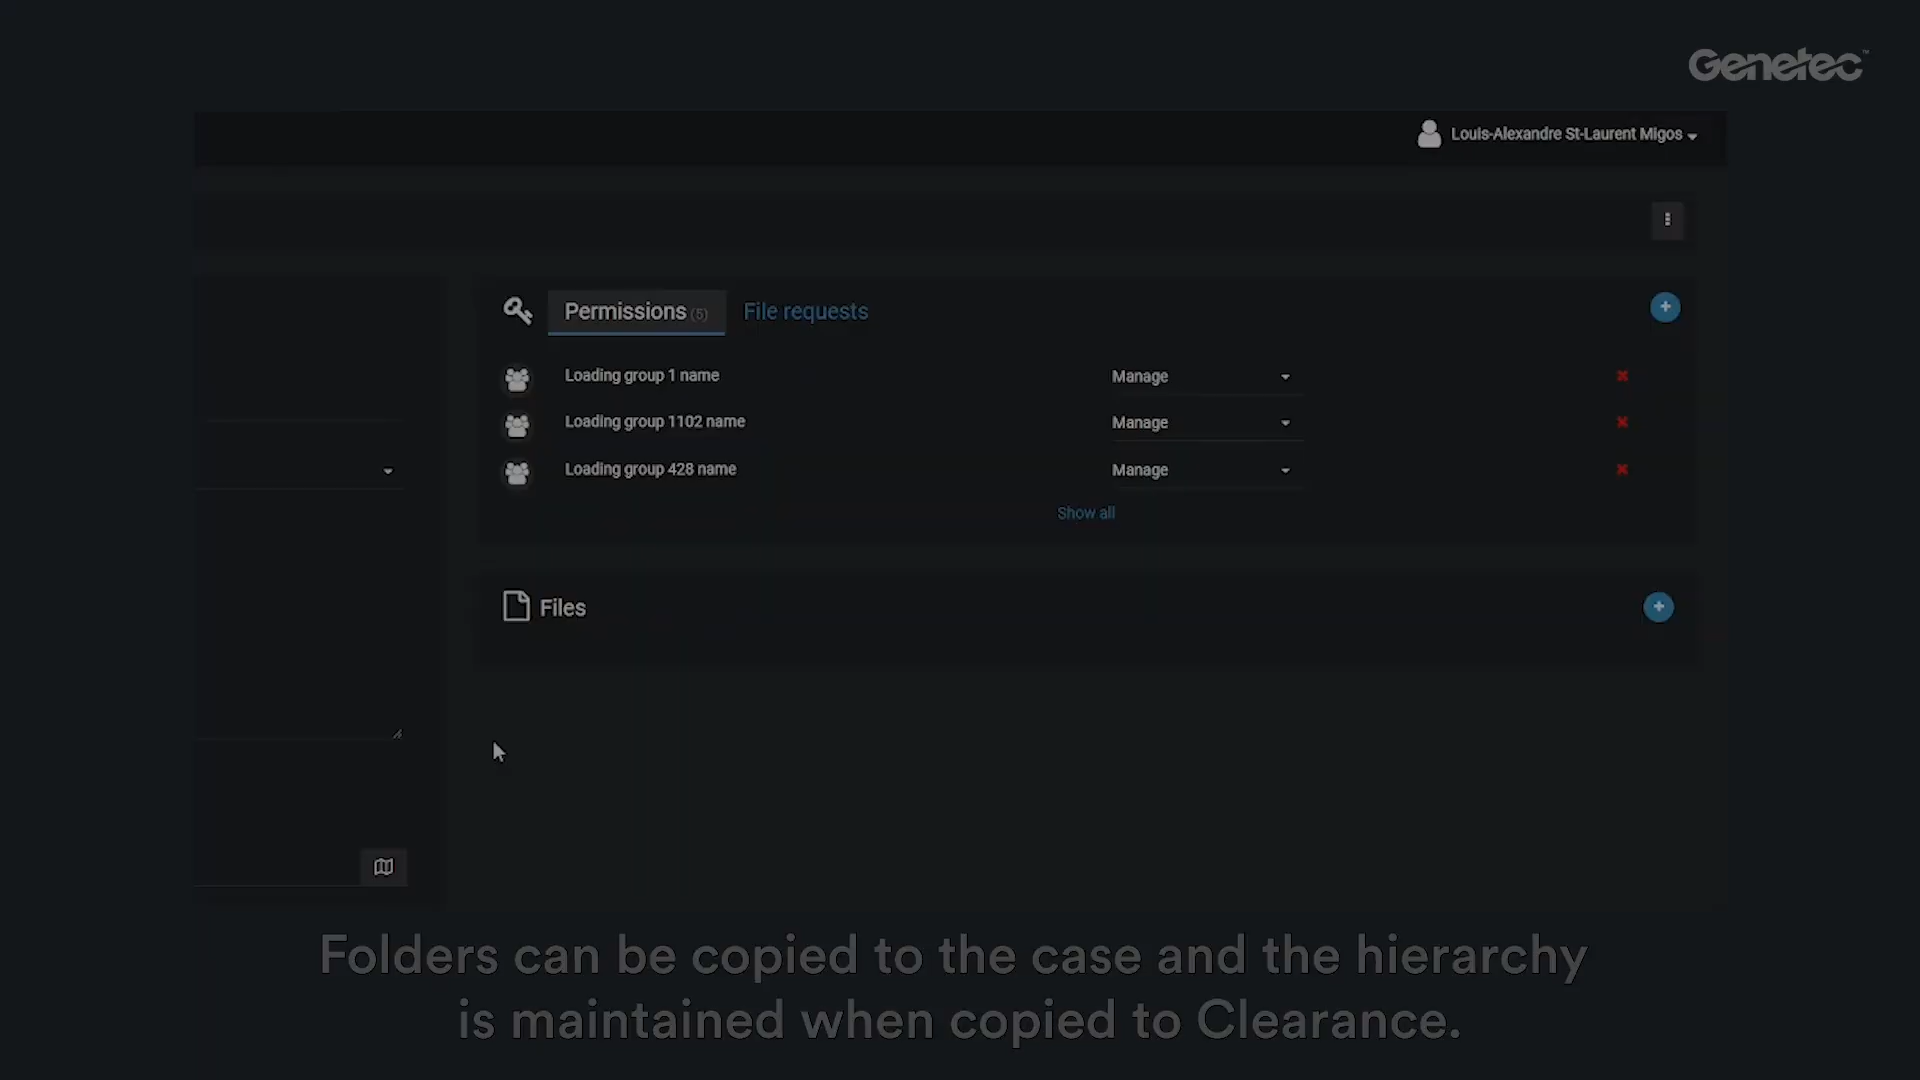 Genetec™
Louis-Alexandre St-Laurent Migos
Permissions (5)
File requests
Loading group 1 name
Manage
Loading group 1102 name
Manage
Loading group 428 name
Manage
Show all
Files
Folders can be copied to the case and the hierarchy
is maintained when copied to Clearance.